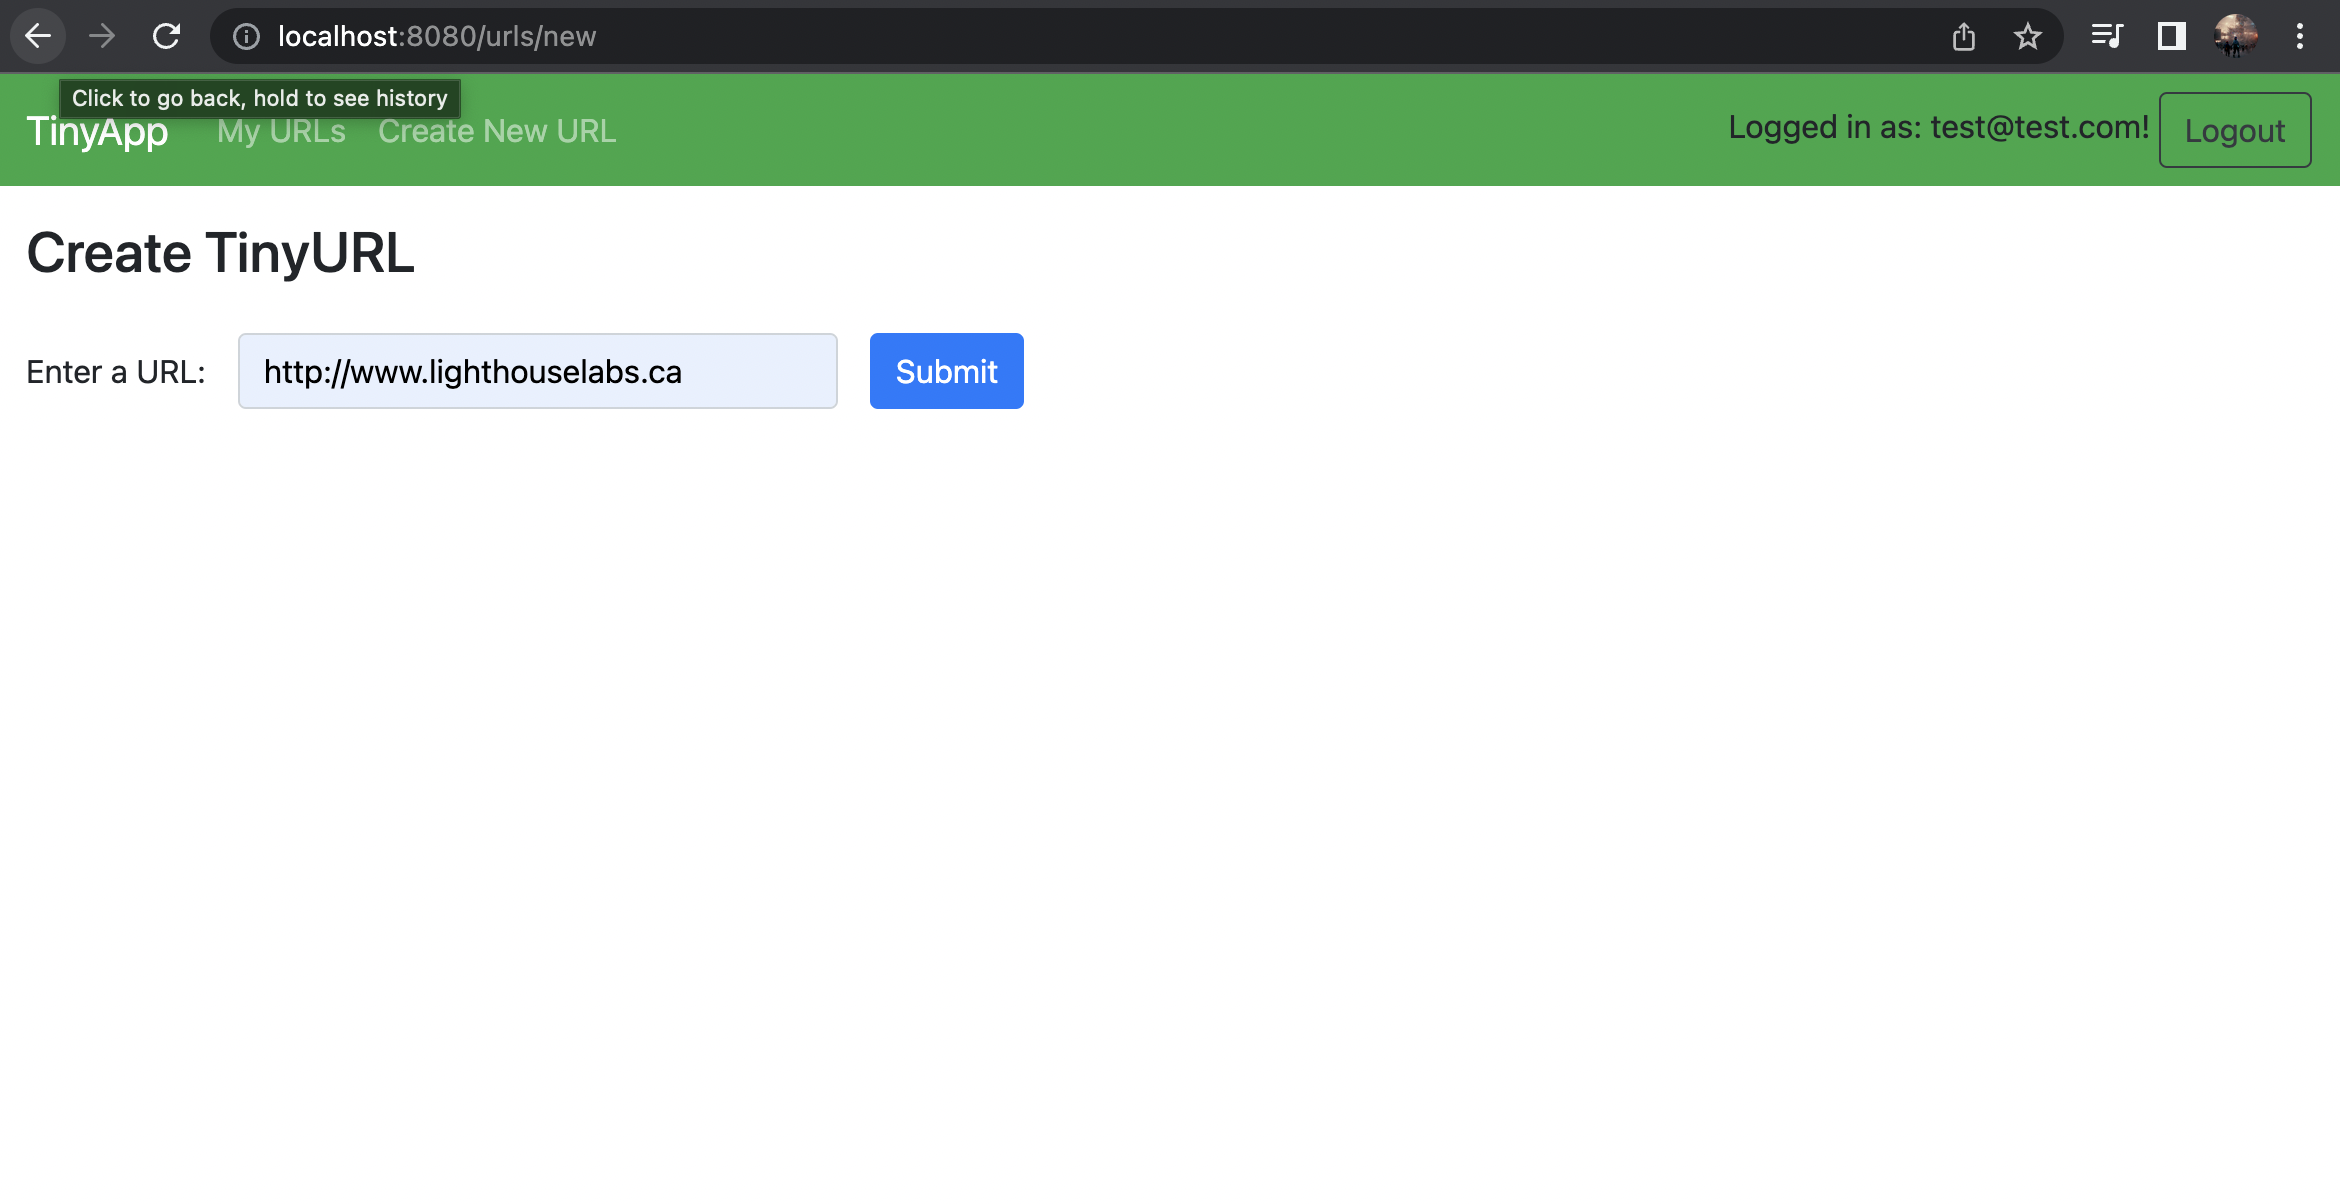 localhost:8080/urls/new
Click to go back, hold to see history
TinyApp My URLs Create New URL Logged in as: test@test.com! Logout
Create TinyURL
Enter a URL: http://www.lighthouselabs.ca Submit